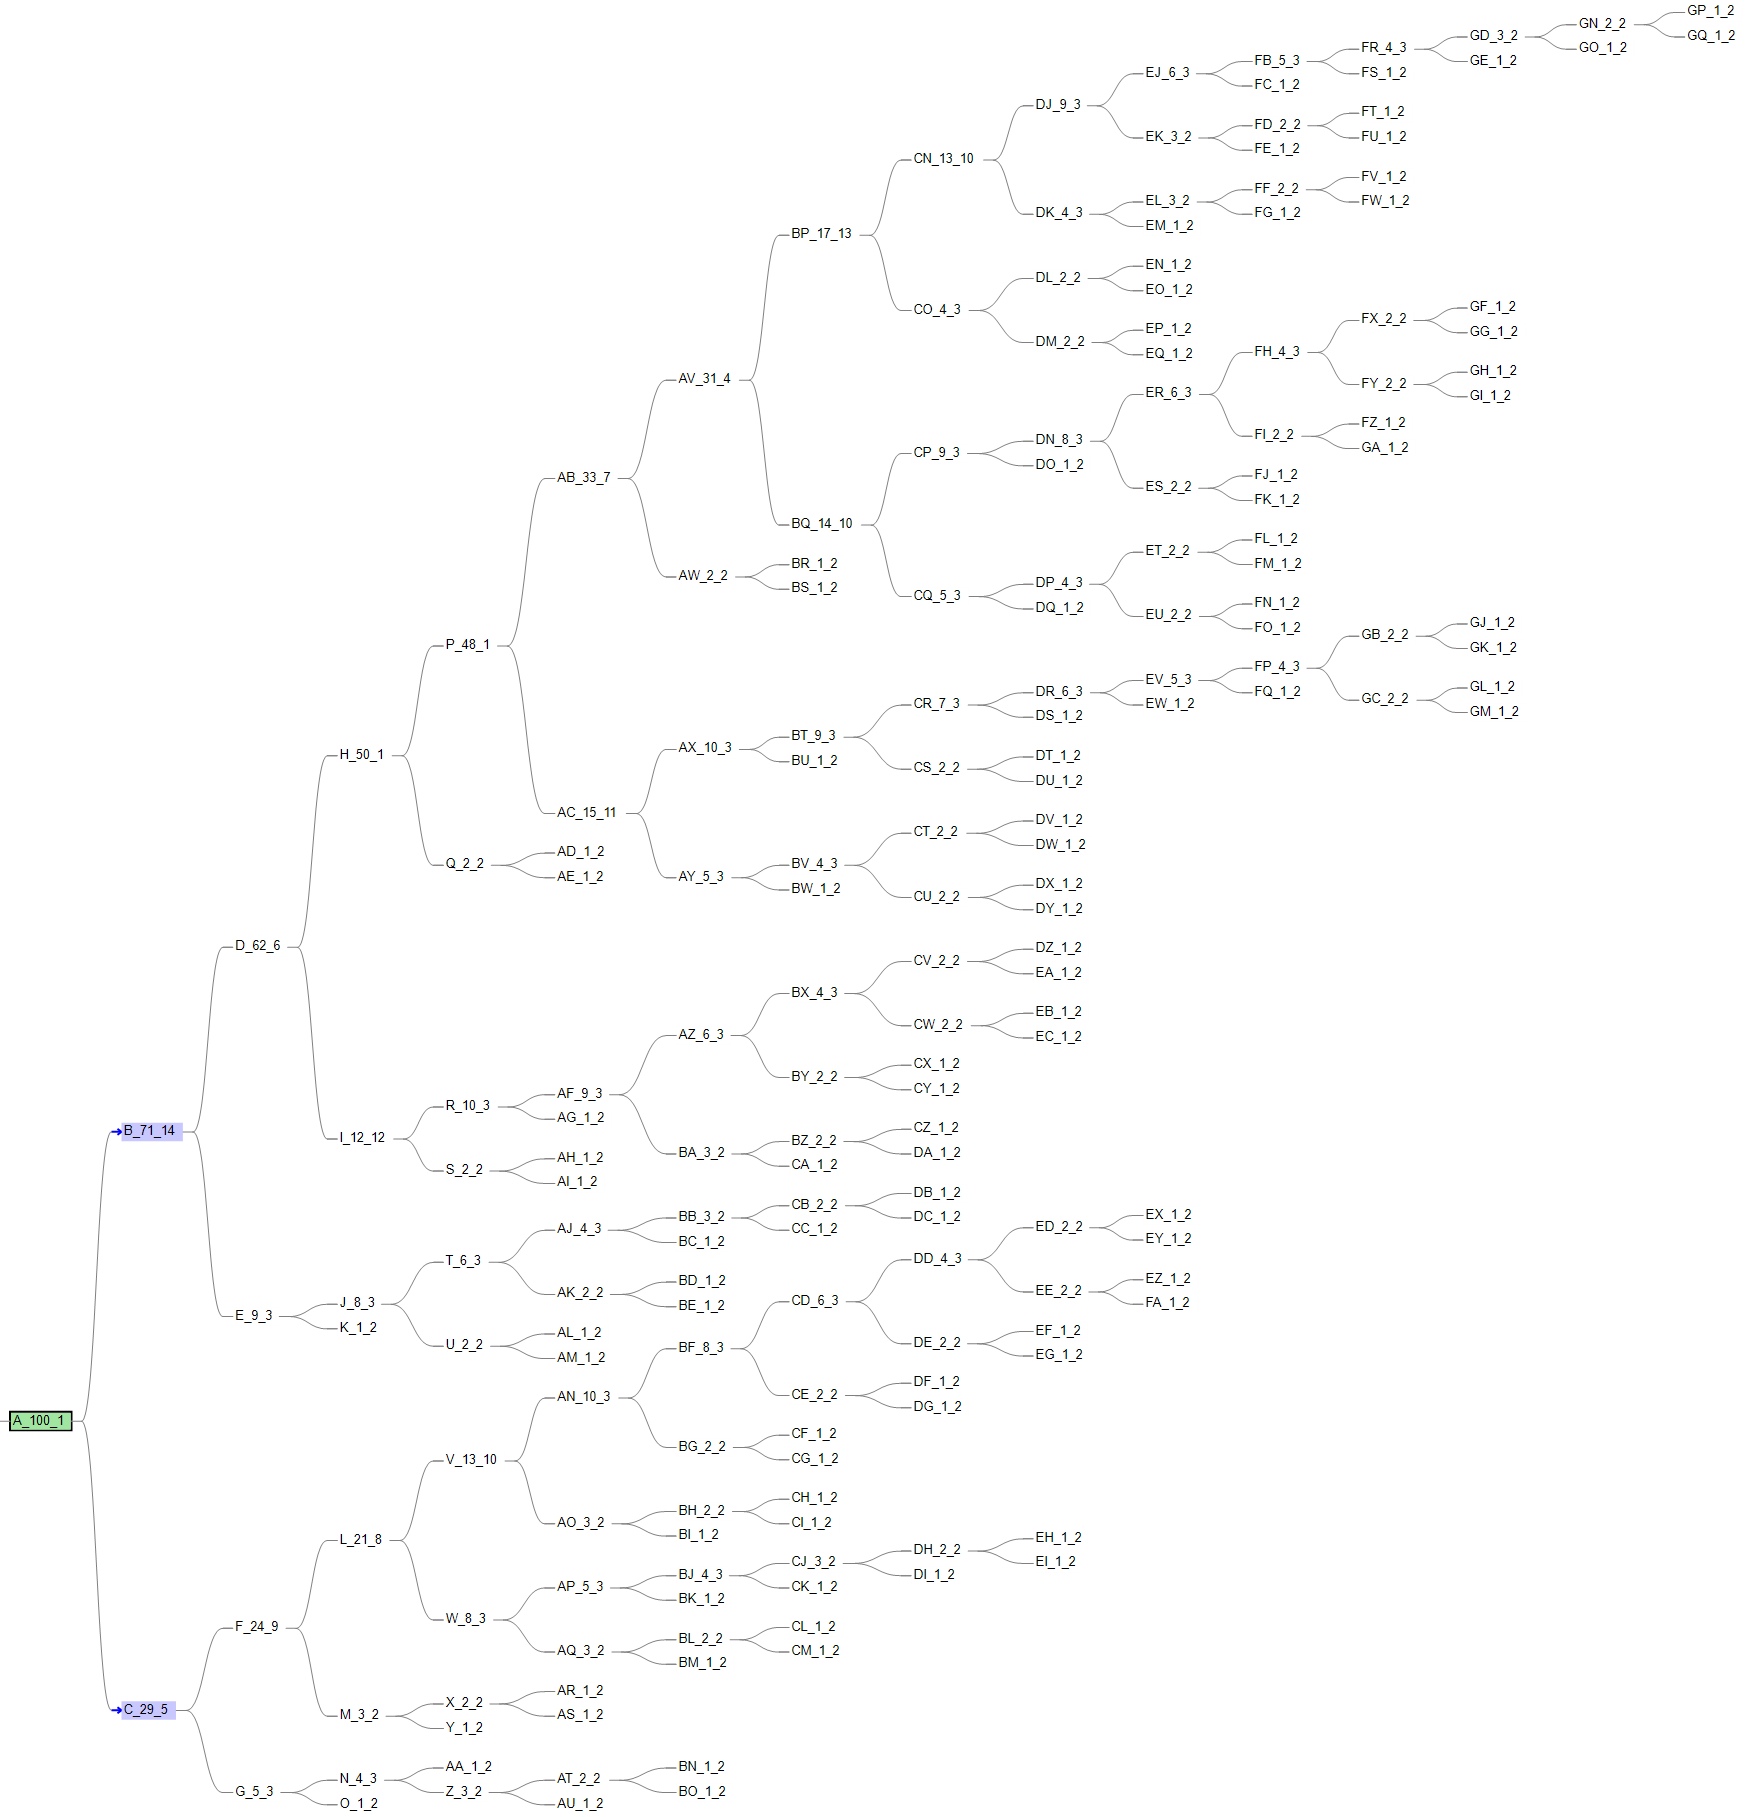 A_100_1
B_71_14
C_29_5
D_62_6
E_9_3
F_24_9
G_5_3
H_50_1
I_12_12
J_8_3
K_1_2
L_21_8
M_3_2
N_4_3
O_1_2
P_48_1
Q_2_2
R_10_3
S_2_2
T_6_3
U_2_2
V_13_10
W_8_3
X_2_2
Y_1_2
AA_1_2
Z_3_2
AB_33_7
AC_15_11
AD_1_2
AE_1_2
AF_9_3
AG_1_2
AH_1_2
AI_1_2
AJ_4_3
AK_2_2
AL_1_2
AM_1_2
AN_10_3
AO_3_2
AP_5_3
AQ_3_2
AR_1_2
AS_1_2
AT_2_2
AU_1_2
AV_31_4
AW_2_2
AX_10_3
AY_5_3
AZ_6_3
BA_3_2
BB_3_2
BC_1_2
BD_1_2
BE_1_2
BF_8_3
BG_2_2
BH_2_2
BI_1_2
BJ_4_3
BK_1_2
BL_2_2
BM_1_2
BN_1_2
BO_1_2
BP_17_13
BQ_14_10
BR_1_2
BS_1_2
BT_9_3
BU_1_2
BV_4_3
BW_1_2
BX_4_3
BY_2_2
BZ_2_2
CA_1_2
CB_2_2
CC_1_2
CD_6_3
CE_2_2
CF_1_2
CG_1_2
CH_1_2
CI_1_2
CJ_3_2
CK_1_2
CL_1_2
CM_1_2
CN_13_10
CO_4_3
CP_9_3
CQ_5_3
CR_7_3
CS_2_2
CT_2_2
CU_2_2
CV_2_2
CW_2_2
CX_1_2
CY_1_2
CZ_1_2
DA_1_2
DB_1_2
DC_1_2
DD_4_3
DE_2_2
DF_1_2
DG_1_2
DH_2_2
DI_1_2
DJ_9_3
DK_4_3
DL_2_2
DM_2_2
DN_8_3
DO_1_2
DP_4_3
DQ_1_2
DR_6_3
DS_1_2
DT_1_2
DU_1_2
DV_1_2
DW_1_2
DX_1_2
DY_1_2
DZ_1_2
EA_1_2
EB_1_2
EC_1_2
ED_2_2
EE_2_2
EF_1_2
EG_1_2
EH_1_2
EI_1_2
EJ_6_3
EK_3_2
EL_3_2
EM_1_2
EN_1_2
EO_1_2
EP_1_2
EQ_1_2
ER_6_3
ES_2_2
ET_2_2
EU_2_2
EV_5_3
EW_1_2
EX_1_2
EY_1_2
EZ_1_2
FA_1_2
FB_5_3
FC_1_2
FD_2_2
FE_1_2
FF_2_2
FG_1_2
FH_4_3
FI_2_2
FJ_1_2
FK_1_2
FL_1_2
FM_1_2
FN_1_2
FO_1_2
FP_4_3
FQ_1_2
FR_4_3
FS_1_2
FT_1_2
FU_1_2
FV_1_2
FW_1_2
FX_2_2
FY_2_2
FZ_1_2
GA_1_2
GB_2_2
GC_2_2
GD_3_2
GE_1_2
GF_1_2
GG_1_2
GH_1_2
GI_1_2
GJ_1_2
GK_1_2
GL_1_2
GM_1_2
GN_2_2
GO_1_2
GP_1_2
GQ_1_2